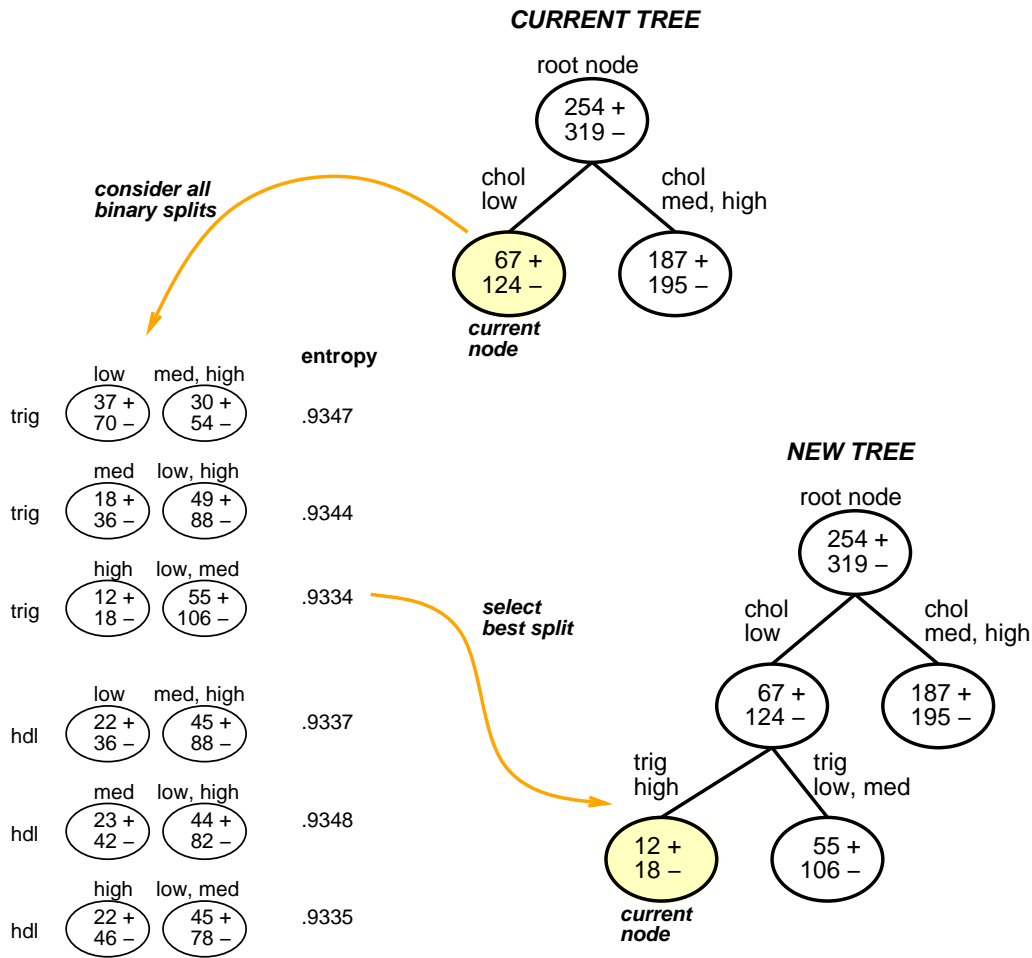 CURRENT TREE
root node
254 +
319 –
consider all
binary splits
chol
low
chol
med, high
67 +
124 –
187 +
195 –
current
node
entropy
low med, high
trig 37 + 30 + .9347
70 – 54 –
med low, high
trig 18 + 49 + .9344
36 – 88 –
high low, med
trig 12 + 55 + .9334
18 – 106 –
select
best split
low med, high
hdl 22 + 45 + .9337
36 – 88 –
med low, high
hdl 23 + 44 + .9348
42 – 82 –
high low, med
hdl 22 + 45 + .9335
46 – 78 –
NEW TREE
root node
254 +
319 –
chol
low
chol
med, high
67 +
124 –
187 +
195 –
trig
high
trig
low, med
12 +
18 –
55 +
106 –
current
node